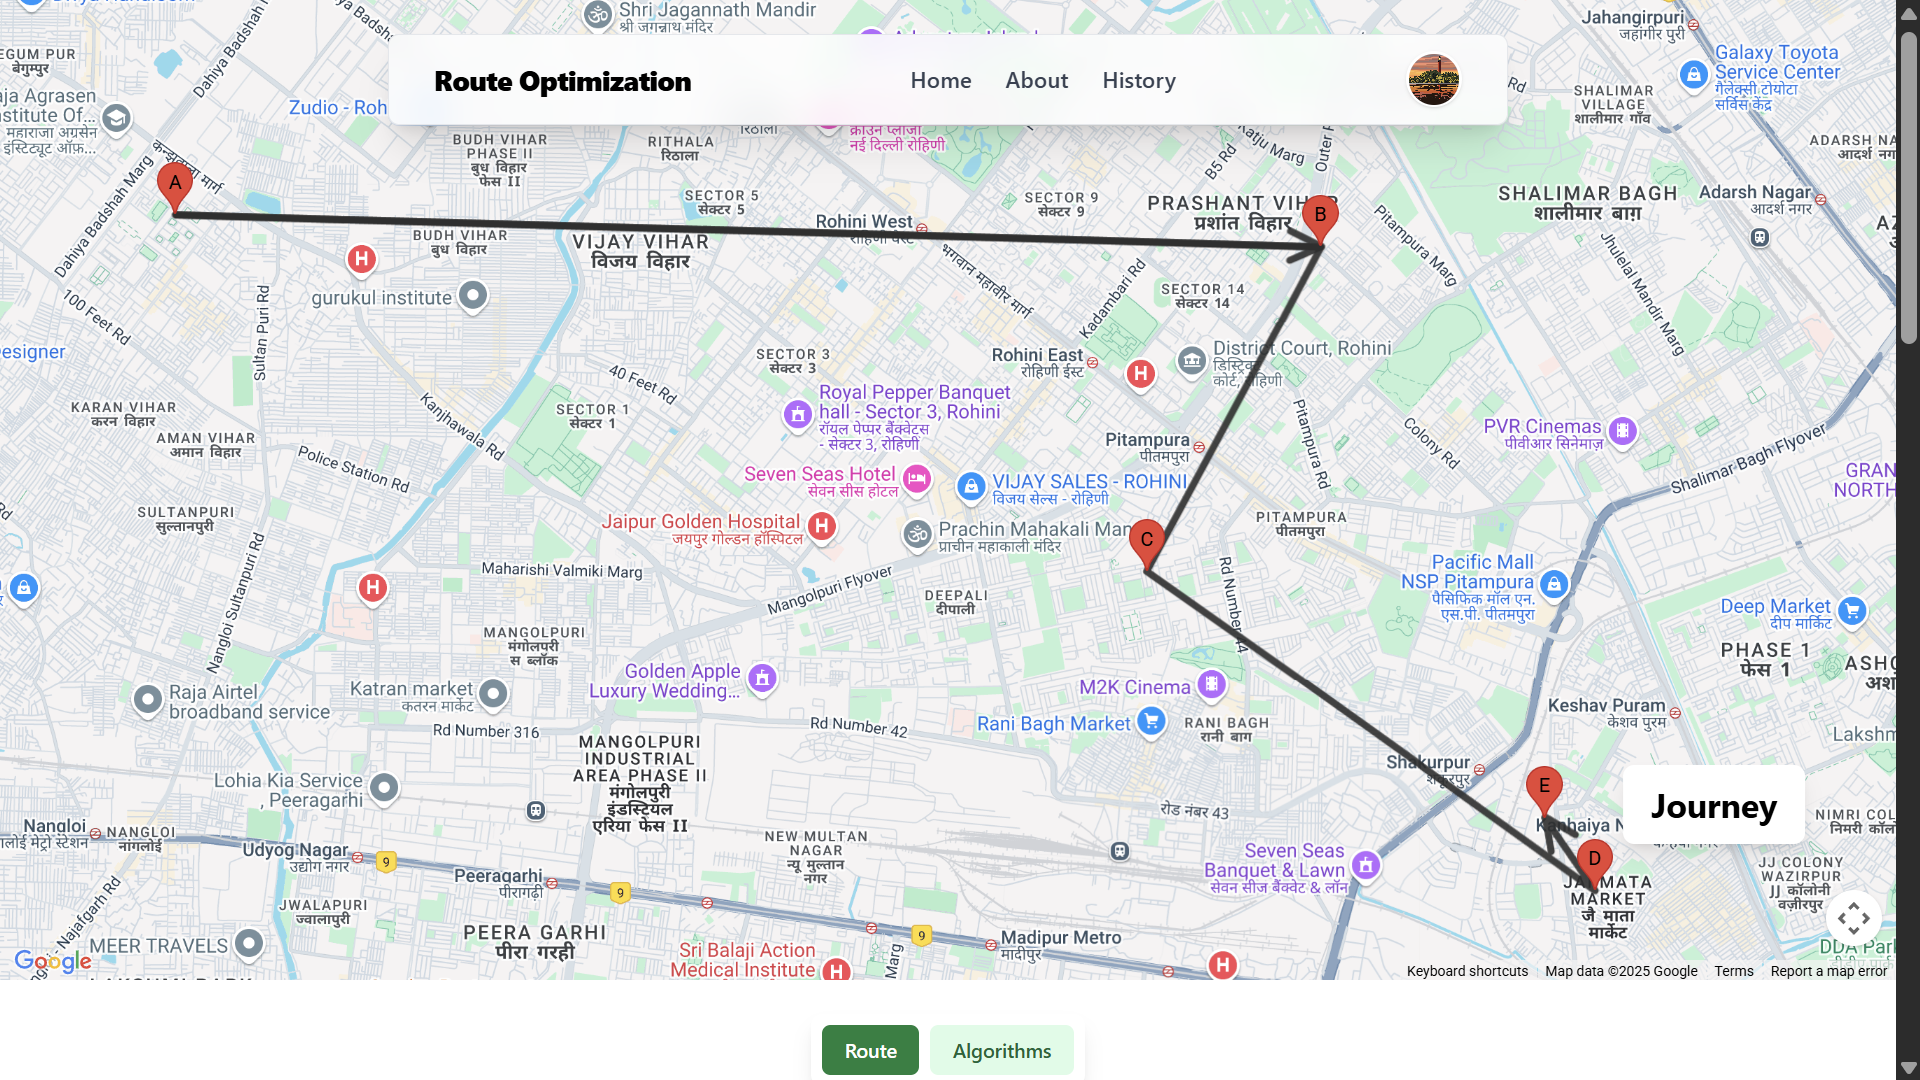 Shri Jagannath Mandir
श्री जगन्नाथ मंदिर
Jahangirpuri
जहांगीर पुरी
Galaxy Toyota
Service Center
गैलेक्सी टोयोटा
सर्विस केंद्र
EGUM PUR
बेगुमपुर
Dahiya Badshah
Route Optimization
Home
About
History
SHALIMAR
VILLAGE
शालीमार गाँव
Rd
Zudio - Roh
aja Agrasen
nstitute Of...
महाराजा अग्रसेन
इंस्टिट्यूट ऑफ़...
BUDH VIHAR
PHASE II
बुध विहार
फेस II
RITHALA
रिठाला
रिठाला
क्राउन प्लाजा
नई दिल्ली रोहिणी
B5 Rd
Katju Marg
Outer R
ADARSH NA
आदर्श नग
A
Dahiya Badshah Marg
SECTOR 5
सेक्टर 5
SECTOR 9
सेक्टर 9
PRASHANT VIH
प्रशांत विहार
B
SHALIMAR BAGH
शालीमार बाग़
Adarsh Nagar
आदर्श नगर
Pitampura Marg
Rohini West
BUDH VIHAR
बुध विहार
VIJAY VIHAR
विजय विहार
भगवान महावीर मार्ग
Kadambari Rd
SECTOR 14
सेक्टर 14
Jhulelal Mandir Marg
gurukul institute
100 Feet Rd
Sultan Puri Rd
esigner
SECTOR 3
सेक्टर 3
Rohini East
रोहिणी ईस्ट
District Court, Rohini
40 Feet Rd
Royal Pepper Banquet
hall - Sector 3, Rohini
रॉयल पेप्पर बैंक्वेटस
- सेक्टर 3, रोहिणी
KARAN VIHAR
करन विहार
AMAN VIHAR
अमान विहार
Kanjhawala Rd
SECTOR 1
सेक्टर 1
Pitampura
पीतमपुरा
Pitampura Rd
Colony Rd
PVR Cinemas
पीवीआर सिनेमाज़
Shalimar Bagh Flyover
GRAN
NORTH
Police Station Rd
Seven Seas Hotel
सेवन सीस होटल
VIJAY SALES - ROHINI
विजय सेल्स - रोहिणी
SULTANPURI
सुल्तानपुरी
Jaipur Golden Hospital
जयपुर गोल्डन हॉस्पिटल
Prachin Mahakali Man
प्राचीन महाकाली मंदिर
C
PITAMPURA
पीतमपुरा
Nangloi Sultanpuri Rd
Maharishi Valmiki Marg
Mangolpuri Flyover
DEEPALI
दीपाली
Rd Number 44
Pacific Mall
NSP Pitampura
पैसिफिक मॉल एन.
एस.पी. पीतमपुरा
Deep Market
दीप मार्किट
MANGOLPURI
मंगोलपुरी
स ब्लॉक
PHASE 1
फेस 1
ASHO
अशो
Golden Apple
Luxury Wedding...
M2K Cinema
Raja Airtel
broadband service
Katran market
कतरन मार्केट
Rani Bagh Market
RANI BAGH
रानी बाग
Keshav Puram
केशव पुरम
Lakshm
Rd Number 316
Rd Number 42
MANGOLPURI
INDUSTRIAL
AREA PHASE II
मंगोलपुरी
इंडस्ट्रियल
एरिया फेस II
Lohia Kia Service
, Peeragarhi
Shakurpur
E
Journey
रोड नंबर 43
Kanhaiya N
NIMRI COL
Nangloi
NANGLOI
नांगलोई
Udyog Nagar
उद्योग नगर
9
NEW MULTAN
NAGAR
न्यू मुल्तान
नगर
Seven Seas
Banquet & Lawn
सेवन सीज बैंक्वेट & लॉन
D
JJ COLONY
WAZIRPUR
JJ कॉलोनी
वज़ीरपुर
Peeragarhi
पीरागढ़ी
9
JAI MATA
MARKET
जै माता
मार्केट
JWALAPURI
ज्वालापुरी
Najafgarh Rd
MEER TRAVELS
PEERA GARHI
पीरा गरही
9
Marg
Madipur Metro
मादीपुर
DDA Park
Sri Balaji Action
Medical Institute
Google
Keyboard shortcuts
Map data ©2025 Google
Terms
Report a map error
Route
Algorithms